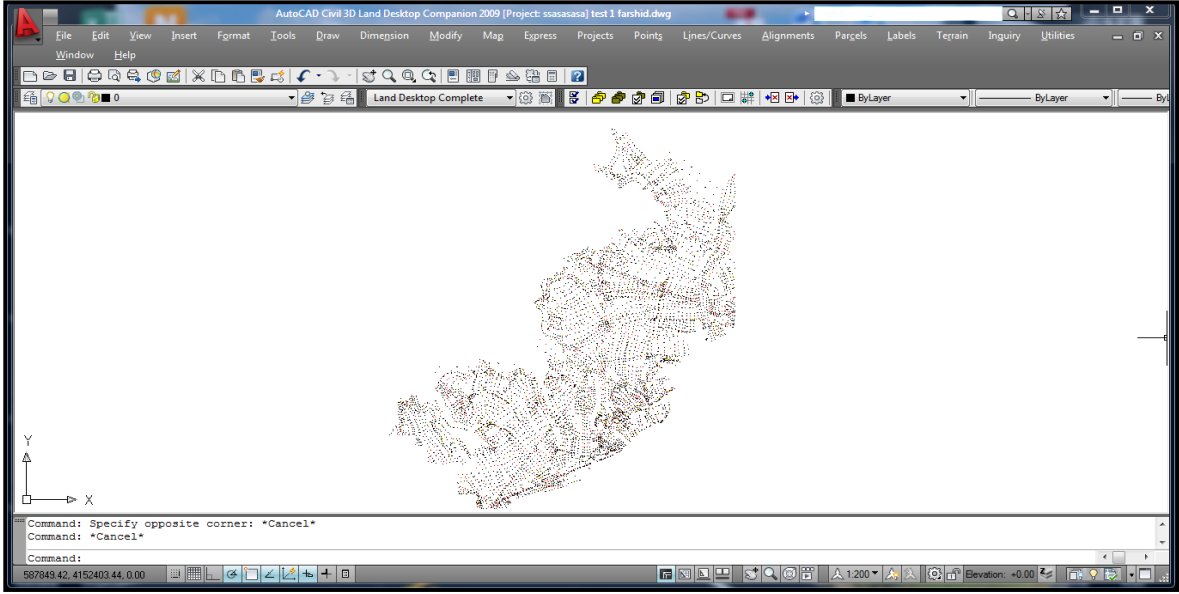 AutoCAD Civil 3D Land Desktop Companion 2009 [Project: ssasasasa] test 1 farshid.dwg
File Edit View Insert Format Tools Draw Dimension Modify Map Express Projects Points Lines/Curves Alignments Parcels Labels Terrain Inquiry Utilities
Window Help
0 Land Desktop Complete ByLayer ByLayer ByL
Y
X
Command: Specify opposite corner: *Cancel*
Command: *Cancel*
Command:
587849.42, 4152403.44, 0.00 1:200 Elevation: +0.00